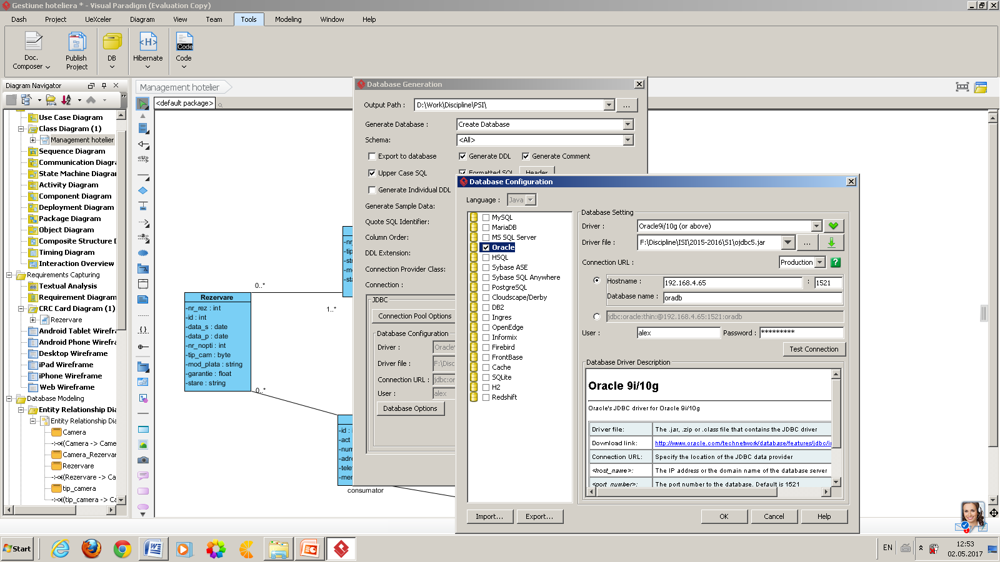 Gestiune hoteliera * - Visual Paradigm (Evaluation Copy)
Dash Project UeXceler Diagram View Team Tools Modeling Window Help
Doc. Composer
Publish Project
DB
Hibernate
Code
Code
Diagram Navigator
Use Case Diagram
Class Diagram (1)
Management hotelier
Sequence Diagram
Communication Diagra
State Machine Diagram
Activity Diagram
Component Diagram
Deployment Diagram
Package Diagram
Object Diagram
Composite Structure D
Timing Diagram
Interaction Overview
Requirements Capturing
Textual Analysis
Requirement Diagram
CRC Card Diagram (1)
Rezervare
Android Tablet Wirefra
Android Phone Wirefra
Desktop Wireframe
iPad Wireframe
iPhone Wireframe
Web Wireframe
Database Modeling
Entity Relationship Dia
Entity Relationship Dia
Camera
(Camera -> Came
Camera_Rezervar
Rezervare
(Rezervare -> Ca
tip_camera
(tip_camera -> Ca
Management hotelier
<default package>
0..*
1..*
Rezervare
-nr_rez : int
-id : int
-data_s : date
-data_p : date
-nr_nopti : int
-tip_cam : byte
-mod_plata : string
-garantie : float
-stare : string
0..*
-nr
-tip
-str
-mo
-sta
-id :
-act
-num
-adre
-telef
-mer
consumator
Database Generation
Output Path : D:\Work\Discipline\PSI\ ...
Generate Database : Create Database
Schema: <All>
Export to database Generate DDL Generate Comment
Upper Case SQL Formatted SQL Header
Generate Individual DDL
Generate Sample Data:
Quote SQL Identifier:
Column Order:
DDL Extension:
Connection Provider Class:
Connection :
JDBC
Connection Pool Options
Database Configuration
Driver : Oracle
Driver file : F:\Disc
Connection URL : jdbc:or
User : alex
Database Options
Database Configuration
Language : Java
MySQL
MariaDB
MS SQL Server
Oracle
HSQL
Sybase ASE
Sybase SQL Anywhere
PostgreSQL
Cloudscape/Derby
DB2
Ingres
OpenEdge
Informix
Firebird
FrontBase
Cache
SQLite
H2
Redshift
Database Setting
Driver : Oracle9i/10g (or above)
Driver file : F:\Discipline\ISI\2015-2016\S1\ojdbc5.jar ...
Connection URL : Production ?
Hostname : 192.168.4.65 : 1521
Database name : oradb
jdbc:oracle:thin:@192.168.4.65:1521:oradb
User : alex Password : *********
Test Connection
Database Driver Description
Oracle 9i/10g
Oracle's JDBC driver for Oracle 9i/10g
Driver file: The .jar, .zip or .class file that contains the JDBC driver
Download link: http://www.oracle.com/technetwork/database/features/jdbc/i
Connection URL: Specify the location of the JDBC data provider
<host_name>: The IP address or the domain name of the database server
<port_number>: The port number to the database. Default is 1521
Import... Export... OK Cancel Help
Start
EN
12:53
02.05.2017